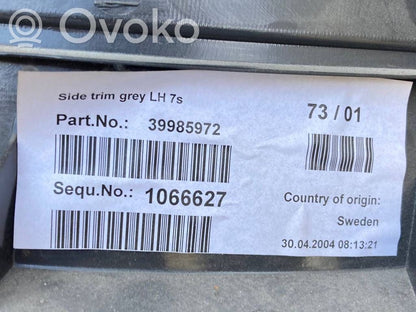 Ovoko
Side trim grey LH 7s
Part.No.: 39985972
73 / 01
Sequ.No.: 1066627
Country of origin:
Sweden
30.04.2004 08:13:21